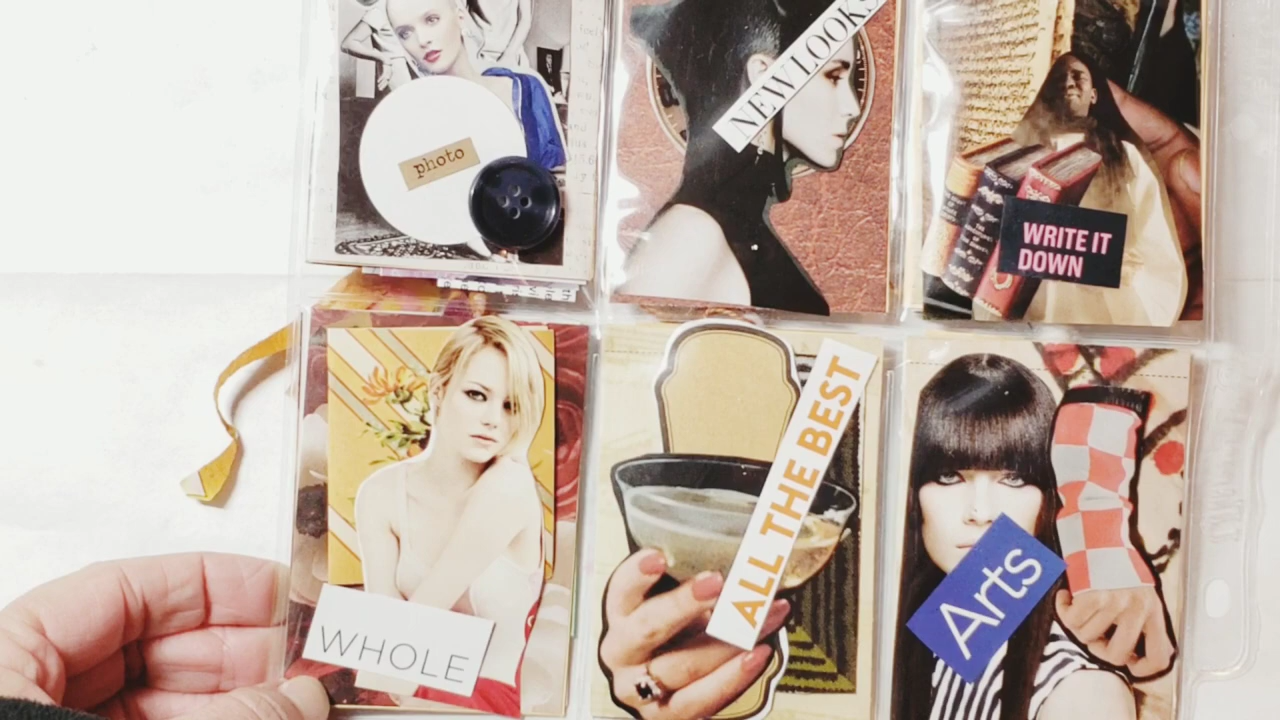 photo
NEW LOOKS
WRITE IT
DOWN
WHOLE
ALL THE BEST
Arts